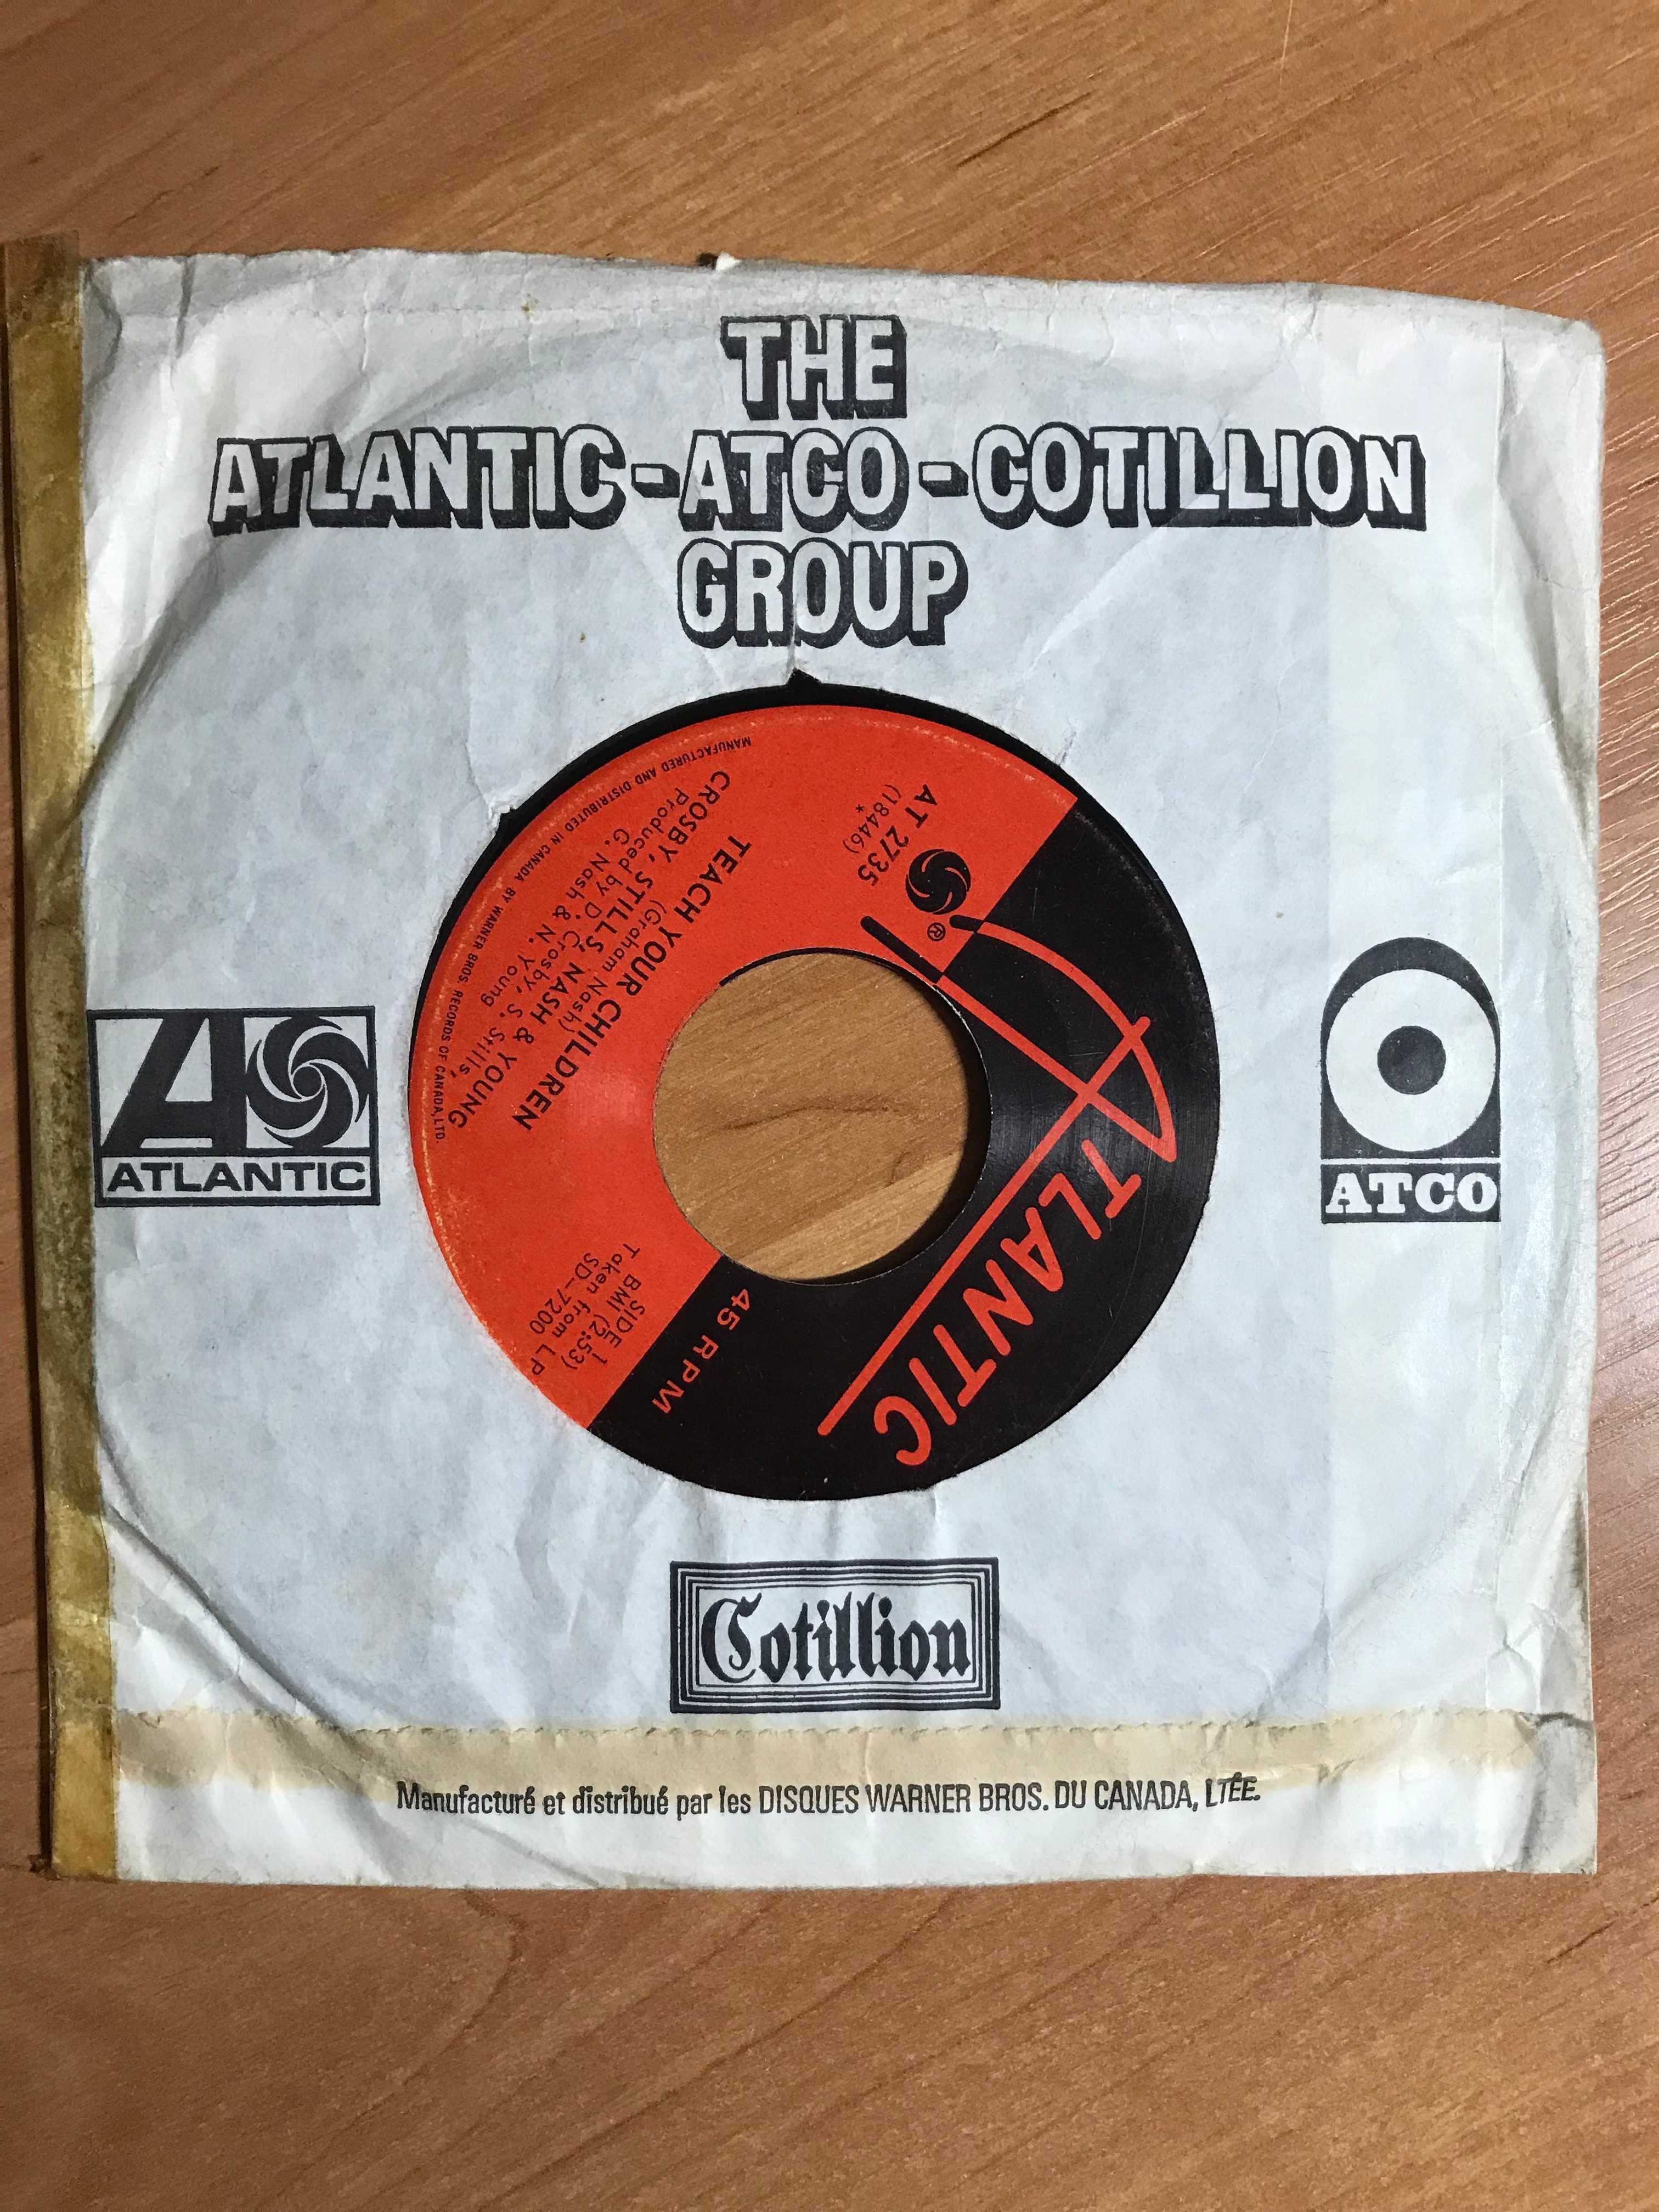 THE
ATLANTIC-ATCO-COTILLION
GROUP
ATLANTIC
ATCO
ATLANTIC
®
AT 2735
(18446)
*
45 RPM
SIDE 1
BMI (2:53)
Taken from LP
SD-7200
TEACH YOUR CHILDREN
(Graham Nash)
CROSBY, STILLS, NASH & YOUNG
Produced by D. Crosby, S. Stills,
G. Nash & N. Young
MANUFACTURED AND DISTRIBUTED IN CANADA BY WARNER BROS. RECORDS OF CANADA, LTD.
Cotillion
Manufacturé et distribué par les DISQUES WARNER BROS. DU CANADA, LTÉE.